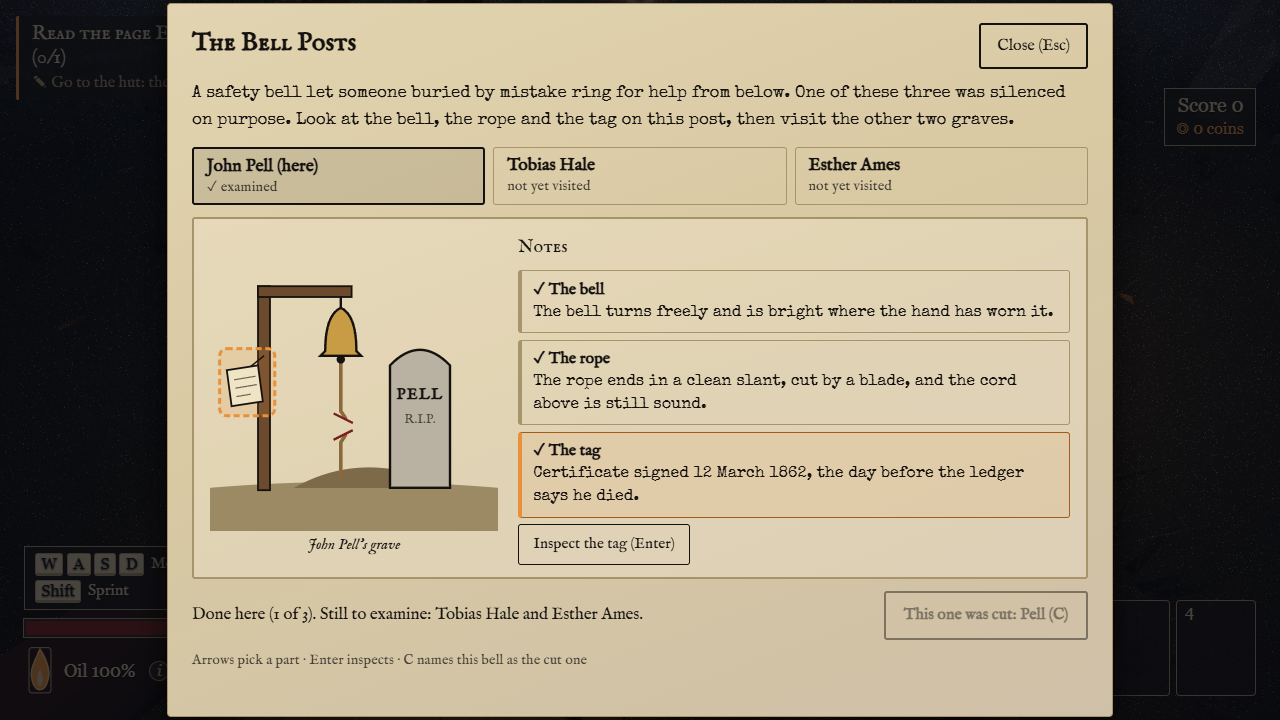 The Bell Posts
Close (Esc)
A safety bell let someone buried by mistake ring for help from below. One of these three was silenced
on purpose. Look at the bell, the rope and the tag on this post, then visit the other two graves.
John Pell (here)
✓ examined
Tobias Hale
not yet visited
Esther Ames
not yet visited
PELL
R.I.P.
John Pell's grave
Notes
✓ The bell
The bell turns freely and is bright where the hand has worn it.
✓ The rope
The rope ends in a clean slant, cut by a blade, and the cord
above is still sound.
✓ The tag
Certificate signed 12 March 1862, the day before the ledger
says he died.
Inspect the tag (Enter)
Done here (1 of 3). Still to examine: Tobias Hale and Esther Ames.
This one was cut: Pell (C)
Arrows pick a part · Enter inspects · C names this bell as the cut one
Read the page
(0/1)
Go to the hut:
Score 0
0 coins
W A S D
Shift Sprint
Oil 100%
i
4